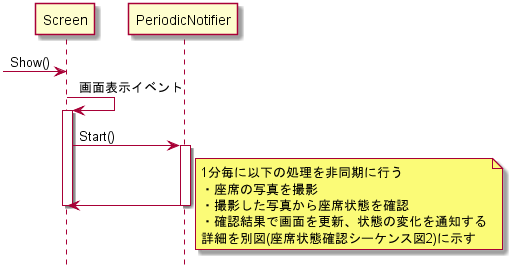 Screen
PeriodicNotifier
Show()
画面表示イベント
Start()
1分毎に以下の処理を非同期に行う
・座席の写真を撮影
・撮影した写真から座席状態を確認
・確認結果で画面を更新、状態の変化を通知する
詳細を別図(座席状態確認シーケンス図2)に示す